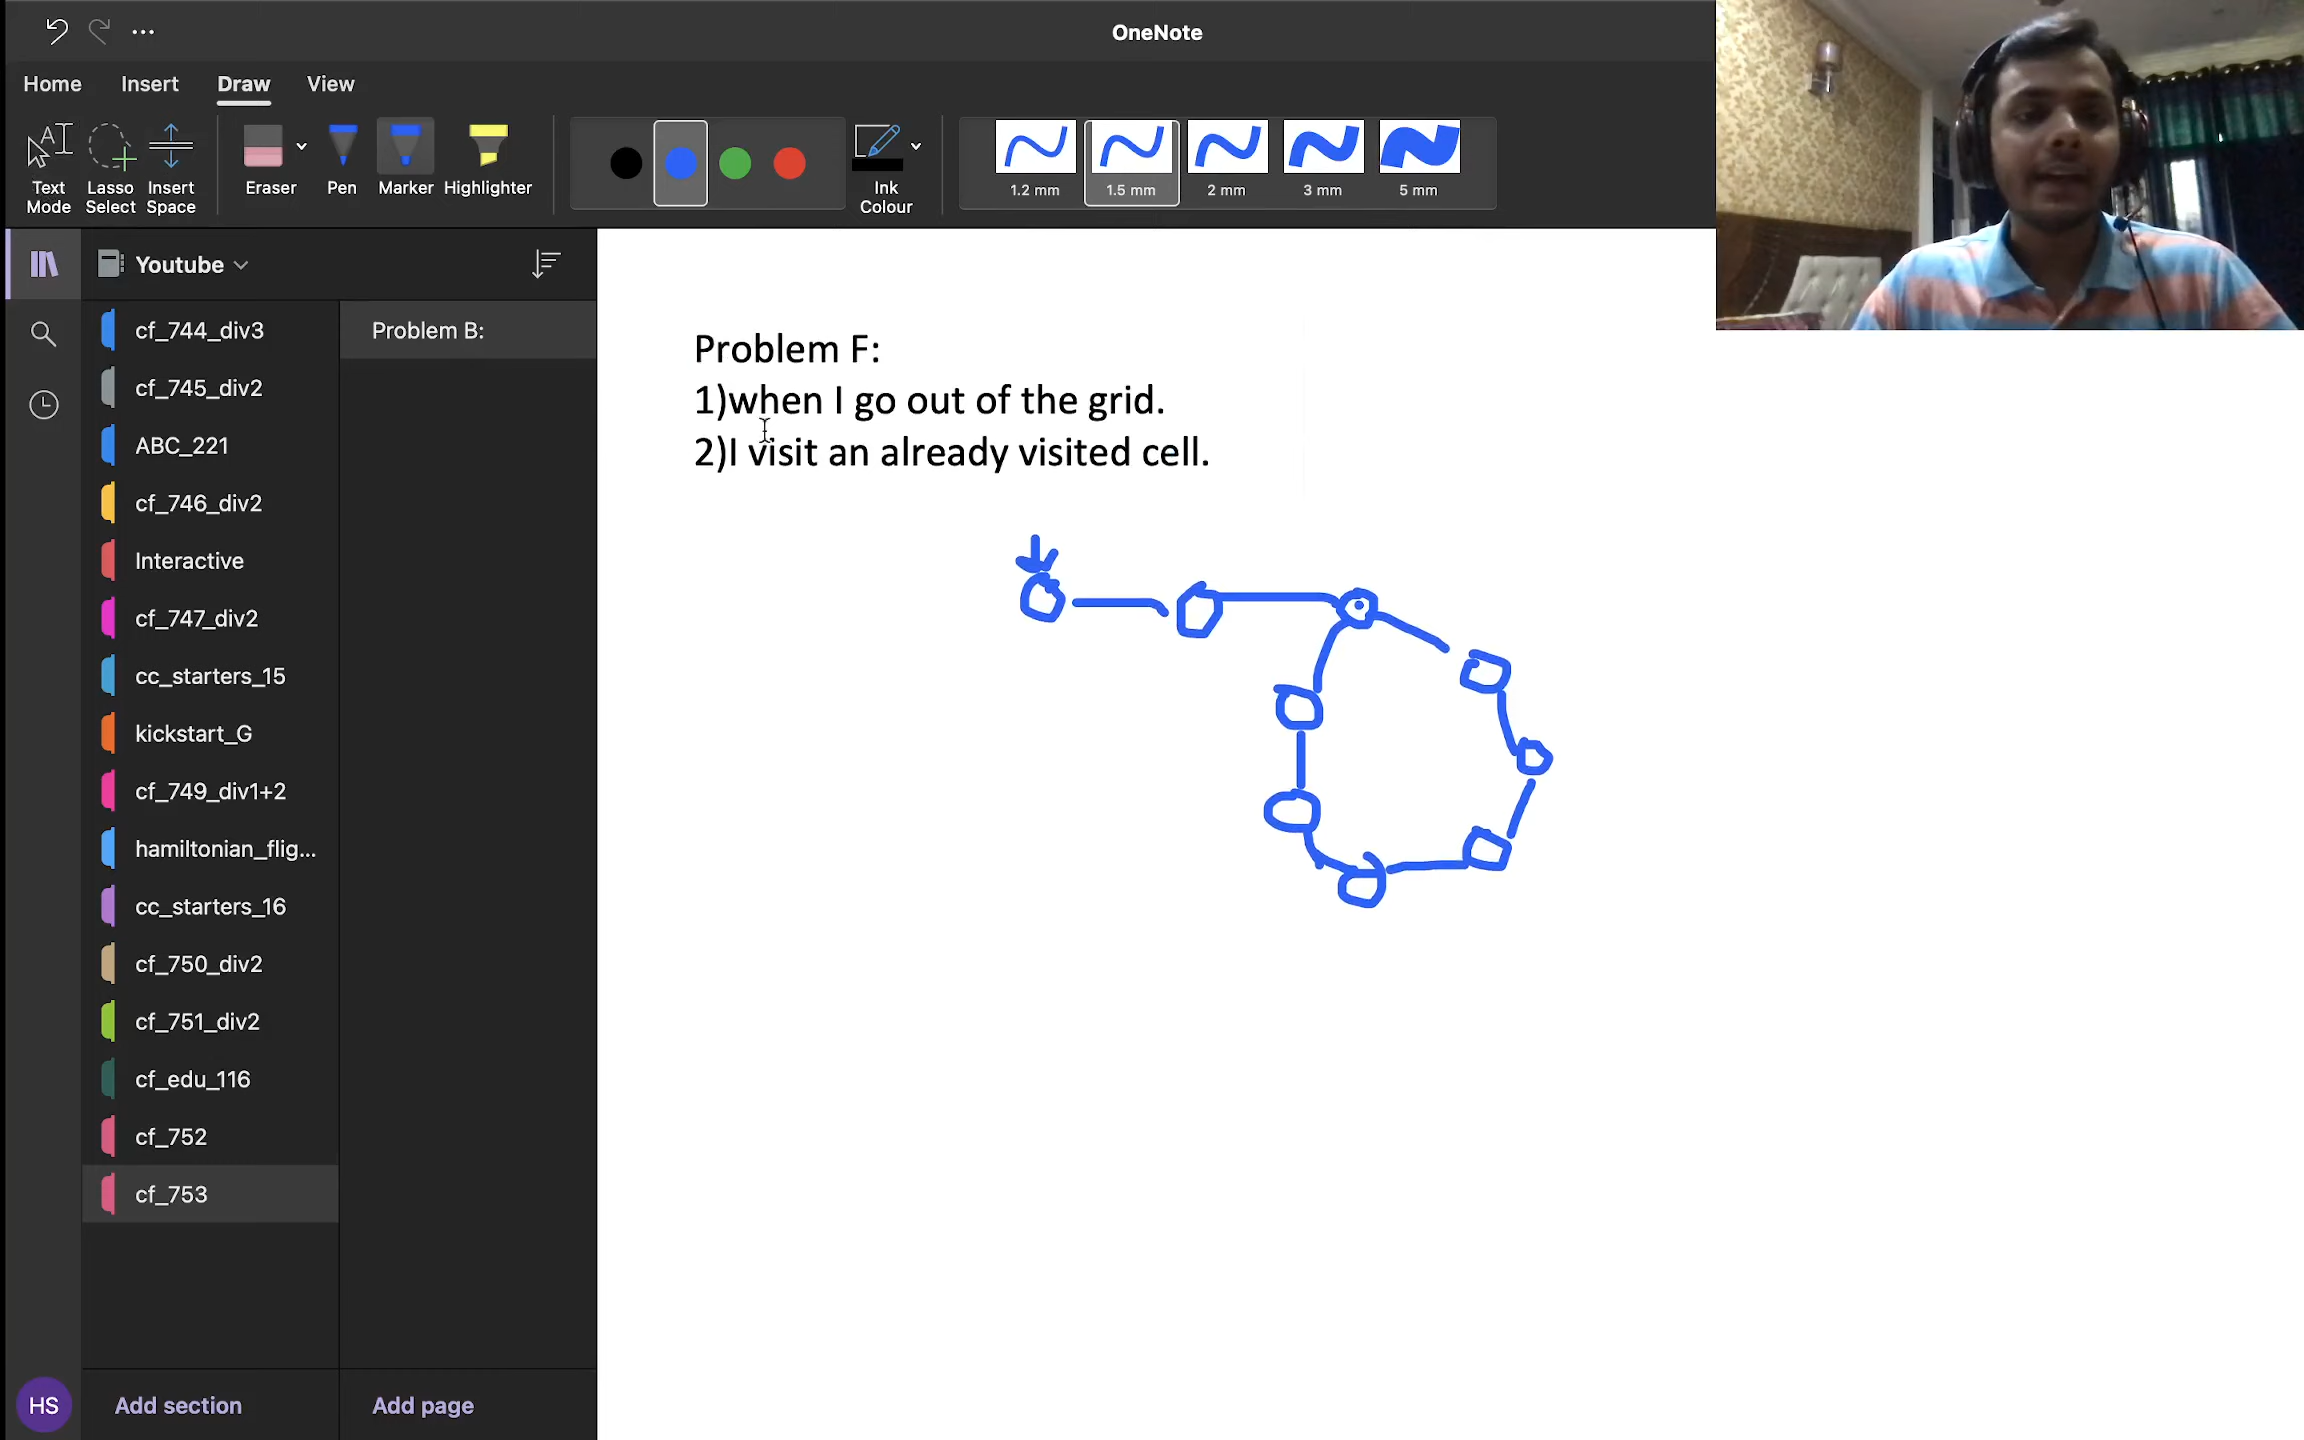 OneNote
Home Insert Draw View
Text Mode
Lasso Select
Insert Space
Eraser
Pen
Marker
Highlighter
Ink Colour
1.2 mm
1.5 mm
2 mm
3 mm
5 mm
Youtube
cf_744_div3
cf_745_div2
ABC_221
cf_746_div2
Interactive
cf_747_div2
cc_starters_15
kickstart_G
cf_749_div1+2
hamiltonian_flig...
cc_starters_16
cf_750_div2
cf_751_div2
cf_edu_116
cf_752
cf_753
Problem B:
Problem F:
1)when I go out of the grid.
2)I visit an already visited cell.
HS
Add section
Add page